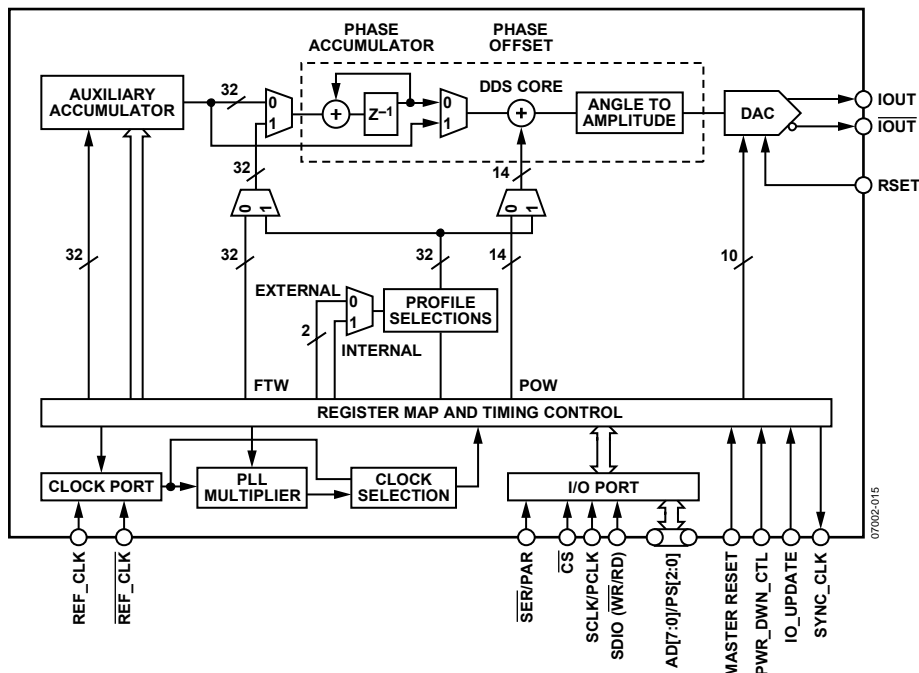 PHASE
ACCUMULATOR
PHASE
OFFSET
AUXILIARY
ACCUMULATOR
32
0
1
+
Z–1
0
1
DDS CORE
+
ANGLE TO
AMPLITUDE
DAC
IOUT
IOUT
RSET
32
14
0
1
0
1
32
32
32
14
10
EXTERNAL
2
0
1
INTERNAL
PROFILE
SELECTIONS
FTW
POW
REGISTER MAP AND TIMING CONTROL
CLOCK PORT
PLL
MULTIPLIER
CLOCK
SELECTION
I/O PORT
REF_CLK
REF_CLK
SER/PAR
CS
SCLK/PCLK
SDIO (WR/RD)
AD[7:0]/PS[2:0]
MASTER RESET
PWR_DWN_CTL
IO_UPDATE
SYNC_CLK
07002-015